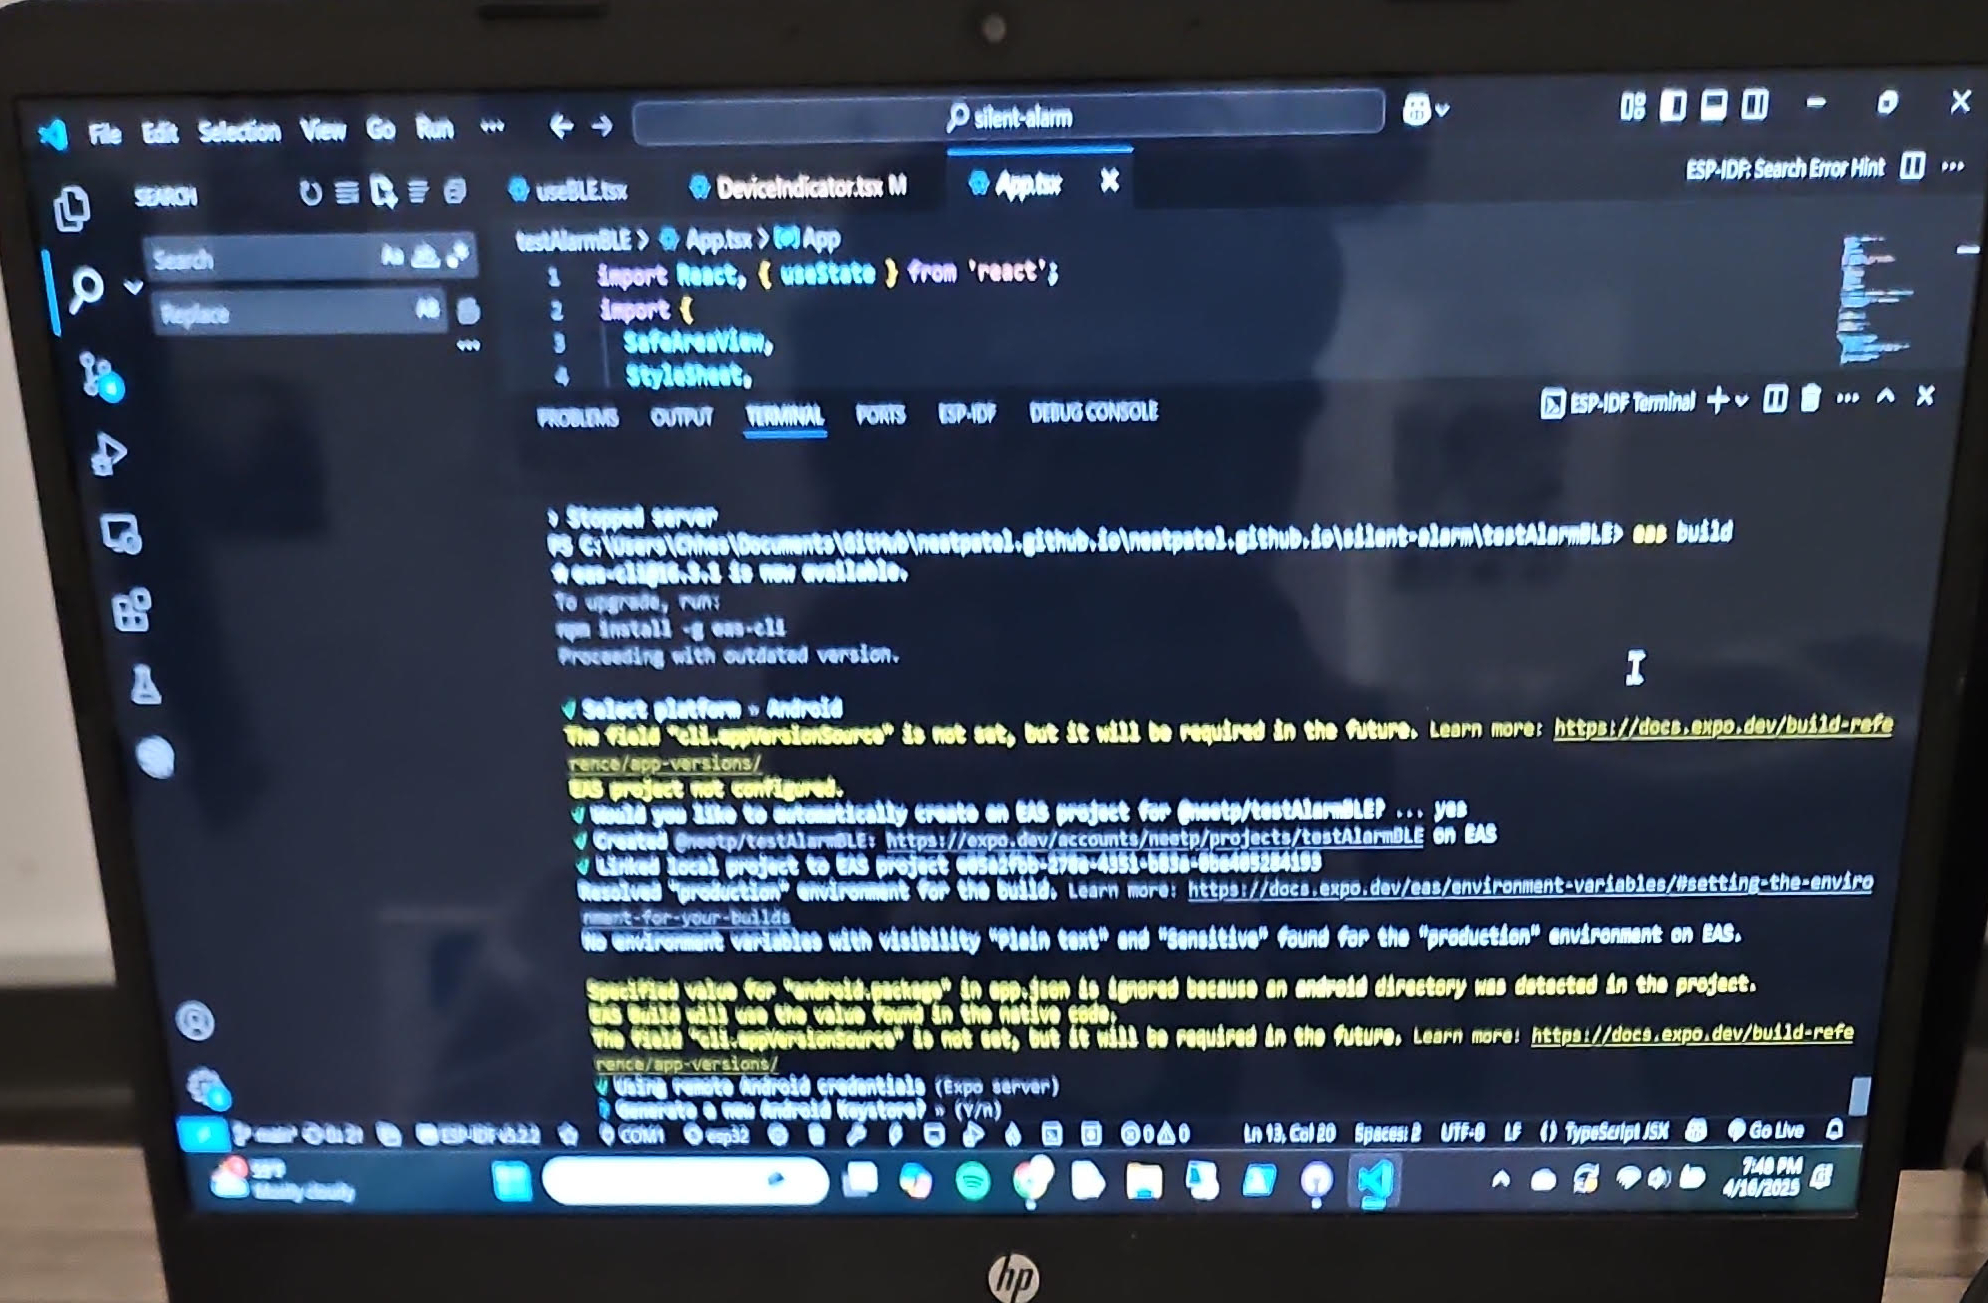 File Edit Selection View Go Run ...
silent-alarm
SEARCH
useBLE.tsx
DeviceIndicator.tsx M
App.tsx
ESP-IDF: Search Error Hint
Search
Aa
Replace
AB
testAlarmBLE > App.tsx > App
1 import React, { useState } from 'react';
2 import {
3 SafeAreaView,
4 StyleSheet,
PROBLEMS OUTPUT TERMINAL PORTS ESP-IDF DEBUG CONSOLE
ESP-IDF Terminal
› Stopped server
PS C:\Users\Chhas\Documents\GitHub\neetpatel.github.io\neetpatel.github.io\silent-alarm\testAlarmBLE> eas build
★ is now available.
To upgrade, run:
npm install -g eas-cli
Proceeding with outdated version.
√ Select platform » Android
The field "cli.appVersionSource" is not set, but it will be required in the future. Learn more: https://docs.expo.dev/build-refe
rence/app-versions/
EAS project not configured.
√ Would you like to automatically create an EAS project for @neetp/testAlarmBLE? ... yes
√ Created @neetp/testAlarmBLE: https://expo.dev/accounts/neetp/projects/testAlarmBLE on EAS
√ Linked local project to EAS project
Resolved "production" environment for the build. Learn more: https://docs.expo.dev/eas/environment-variables/#setting-the-enviro
nment-for-your-builds
No environment variables with visibility "Plain text" and "Sensitive" found for the "production" environment on EAS.
Specified value for "android.package" in app.json is ignored because an android directory was detected in the project.
EAS Build will use the value found in the native code.
The field "cli.appVersionSource" is not set, but it will be required in the future. Learn more: https://docs.expo.dev/build-refe
rence/app-versions/
√ Using remote Android credentials (Expo server)
? Generate a new Android Keystore? » (Y/n)
main* ESP-IDF v5.2.2 COM1 esp32 0 0 Ln 13, Col 20 Spaces: 2 UTF-8 LF {} TypeScript JSX Go Live
Mostly cloudy
7:48 PM
4/16/2025
hp